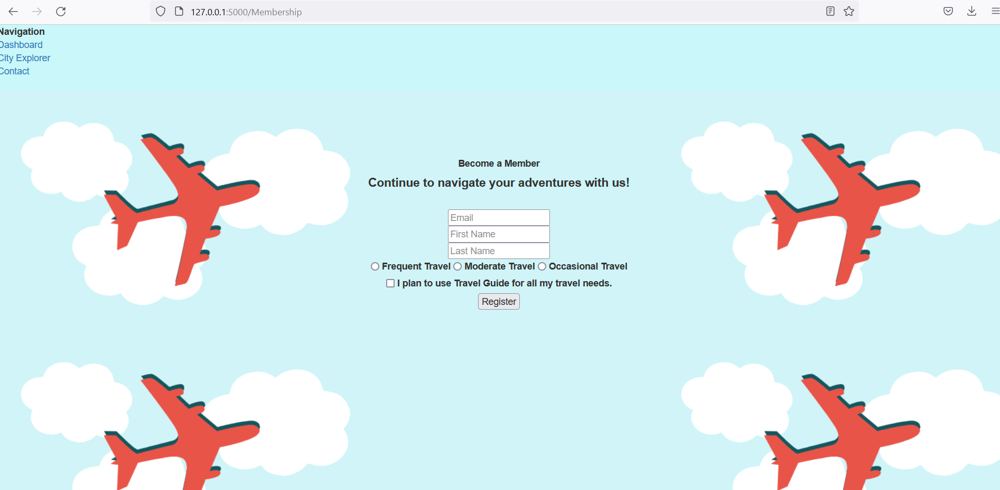 127.0.0.1:5000/Membership
Navigation
Dashboard
City Explorer
Contact
Become a Member
Continue to navigate your adventures with us!
Email
First Name
Last Name
Frequent Travel Moderate Travel Occasional Travel
I plan to use Travel Guide for all my travel needs.
Register